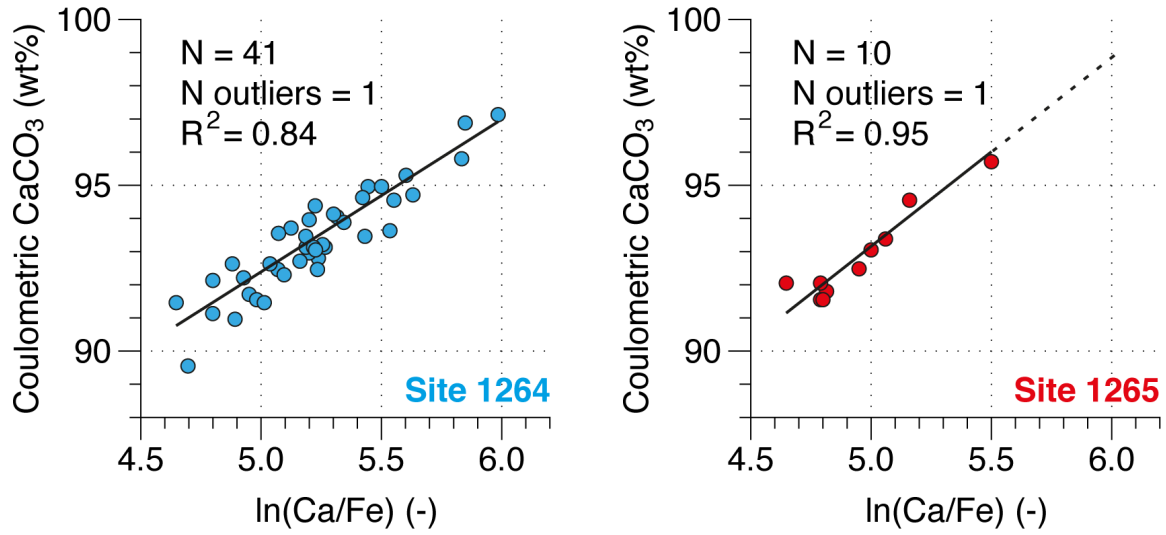 Coulometric CaCO3 (wt%)
100
95
90
N = 41
N outliers = 1
R2 = 0.84
Site 1264
4.5 5.0 5.5 6.0
ln(Ca/Fe) (-)
Coulometric CaCO3 (wt%)
100
95
90
N = 10
N outliers = 1
R2 = 0.95
Site 1265
4.5 5.0 5.5 6.0
ln(Ca/Fe) (-)